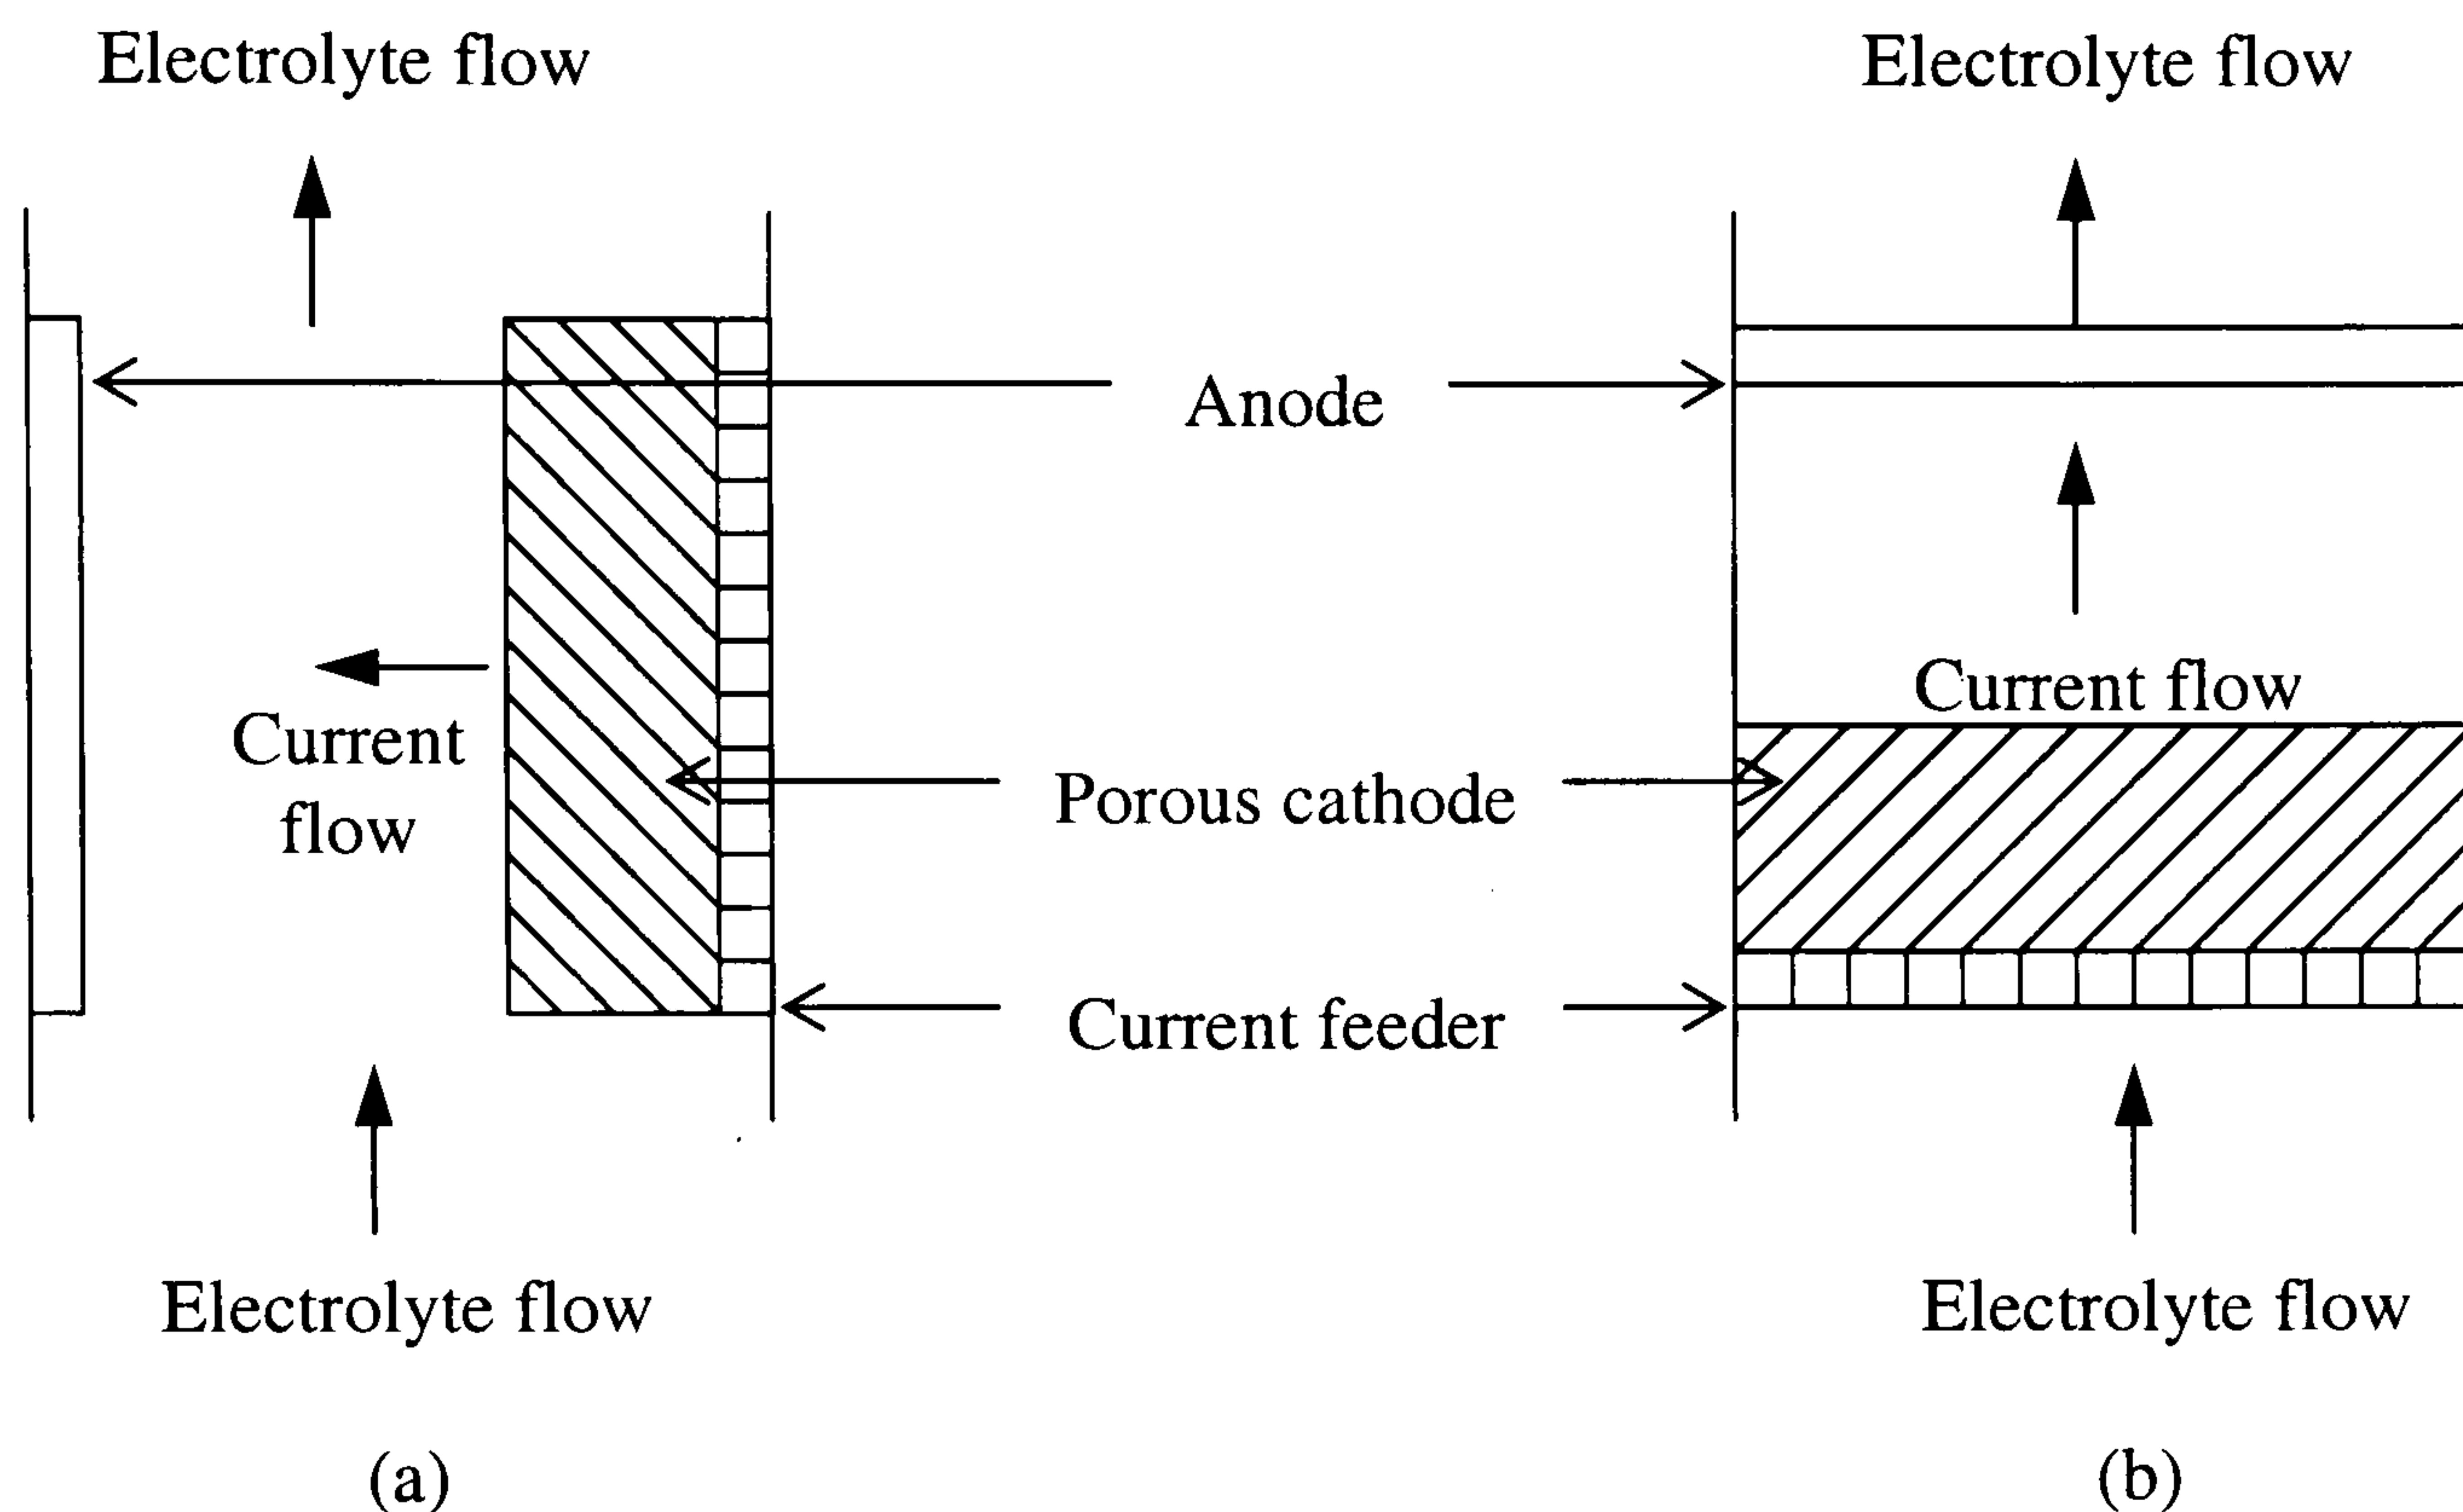 Electrolyte flow
Electrolyte flow
Anode
Current flow
Current
flow
Porous cathode
Current feeder
Electrolyte flow
Electrolyte flow
(a)
(b)